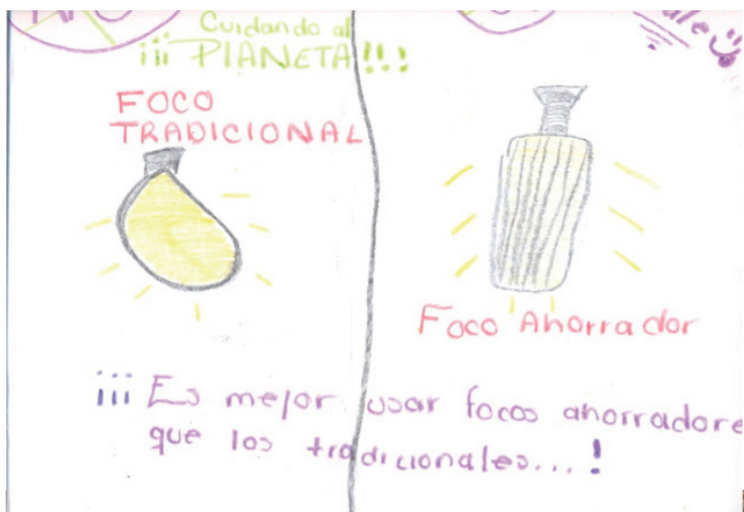 Cuidando al
¡¡¡ PlANETA!!!
FOCO
TRADICIONAL
Foco Ahorrador
¡¡¡ Es mejor usar focos ahorradore
que los tradicionales...!